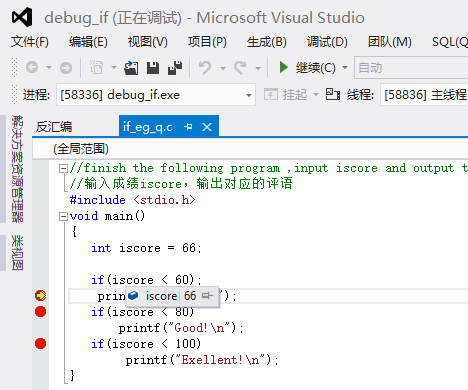 debug_if (正在调试) - Microsoft Visual Studio
文件(F) 编辑(E) 视图(V) 项目(P) 生成(B) 调试(D) 团队(M) SQL(Q
继续(C) 自动
进程: [58336] debug_if.exe 挂起 线程: [58836] 主线程
解决方案资源管理器
类视图
反汇编 if_eg_q.c
(全局范围)
//finish the following program ,input iscore and output t
//输入成绩iscore，输出对应的评语
#include <stdio.h>
void main()
{
int iscore = 66;
if(iscore < 60);
prin iscore 66 ");
if(iscore < 80)
printf("Good!\n");
if(iscore < 100)
printf("Exellent!\n");
}